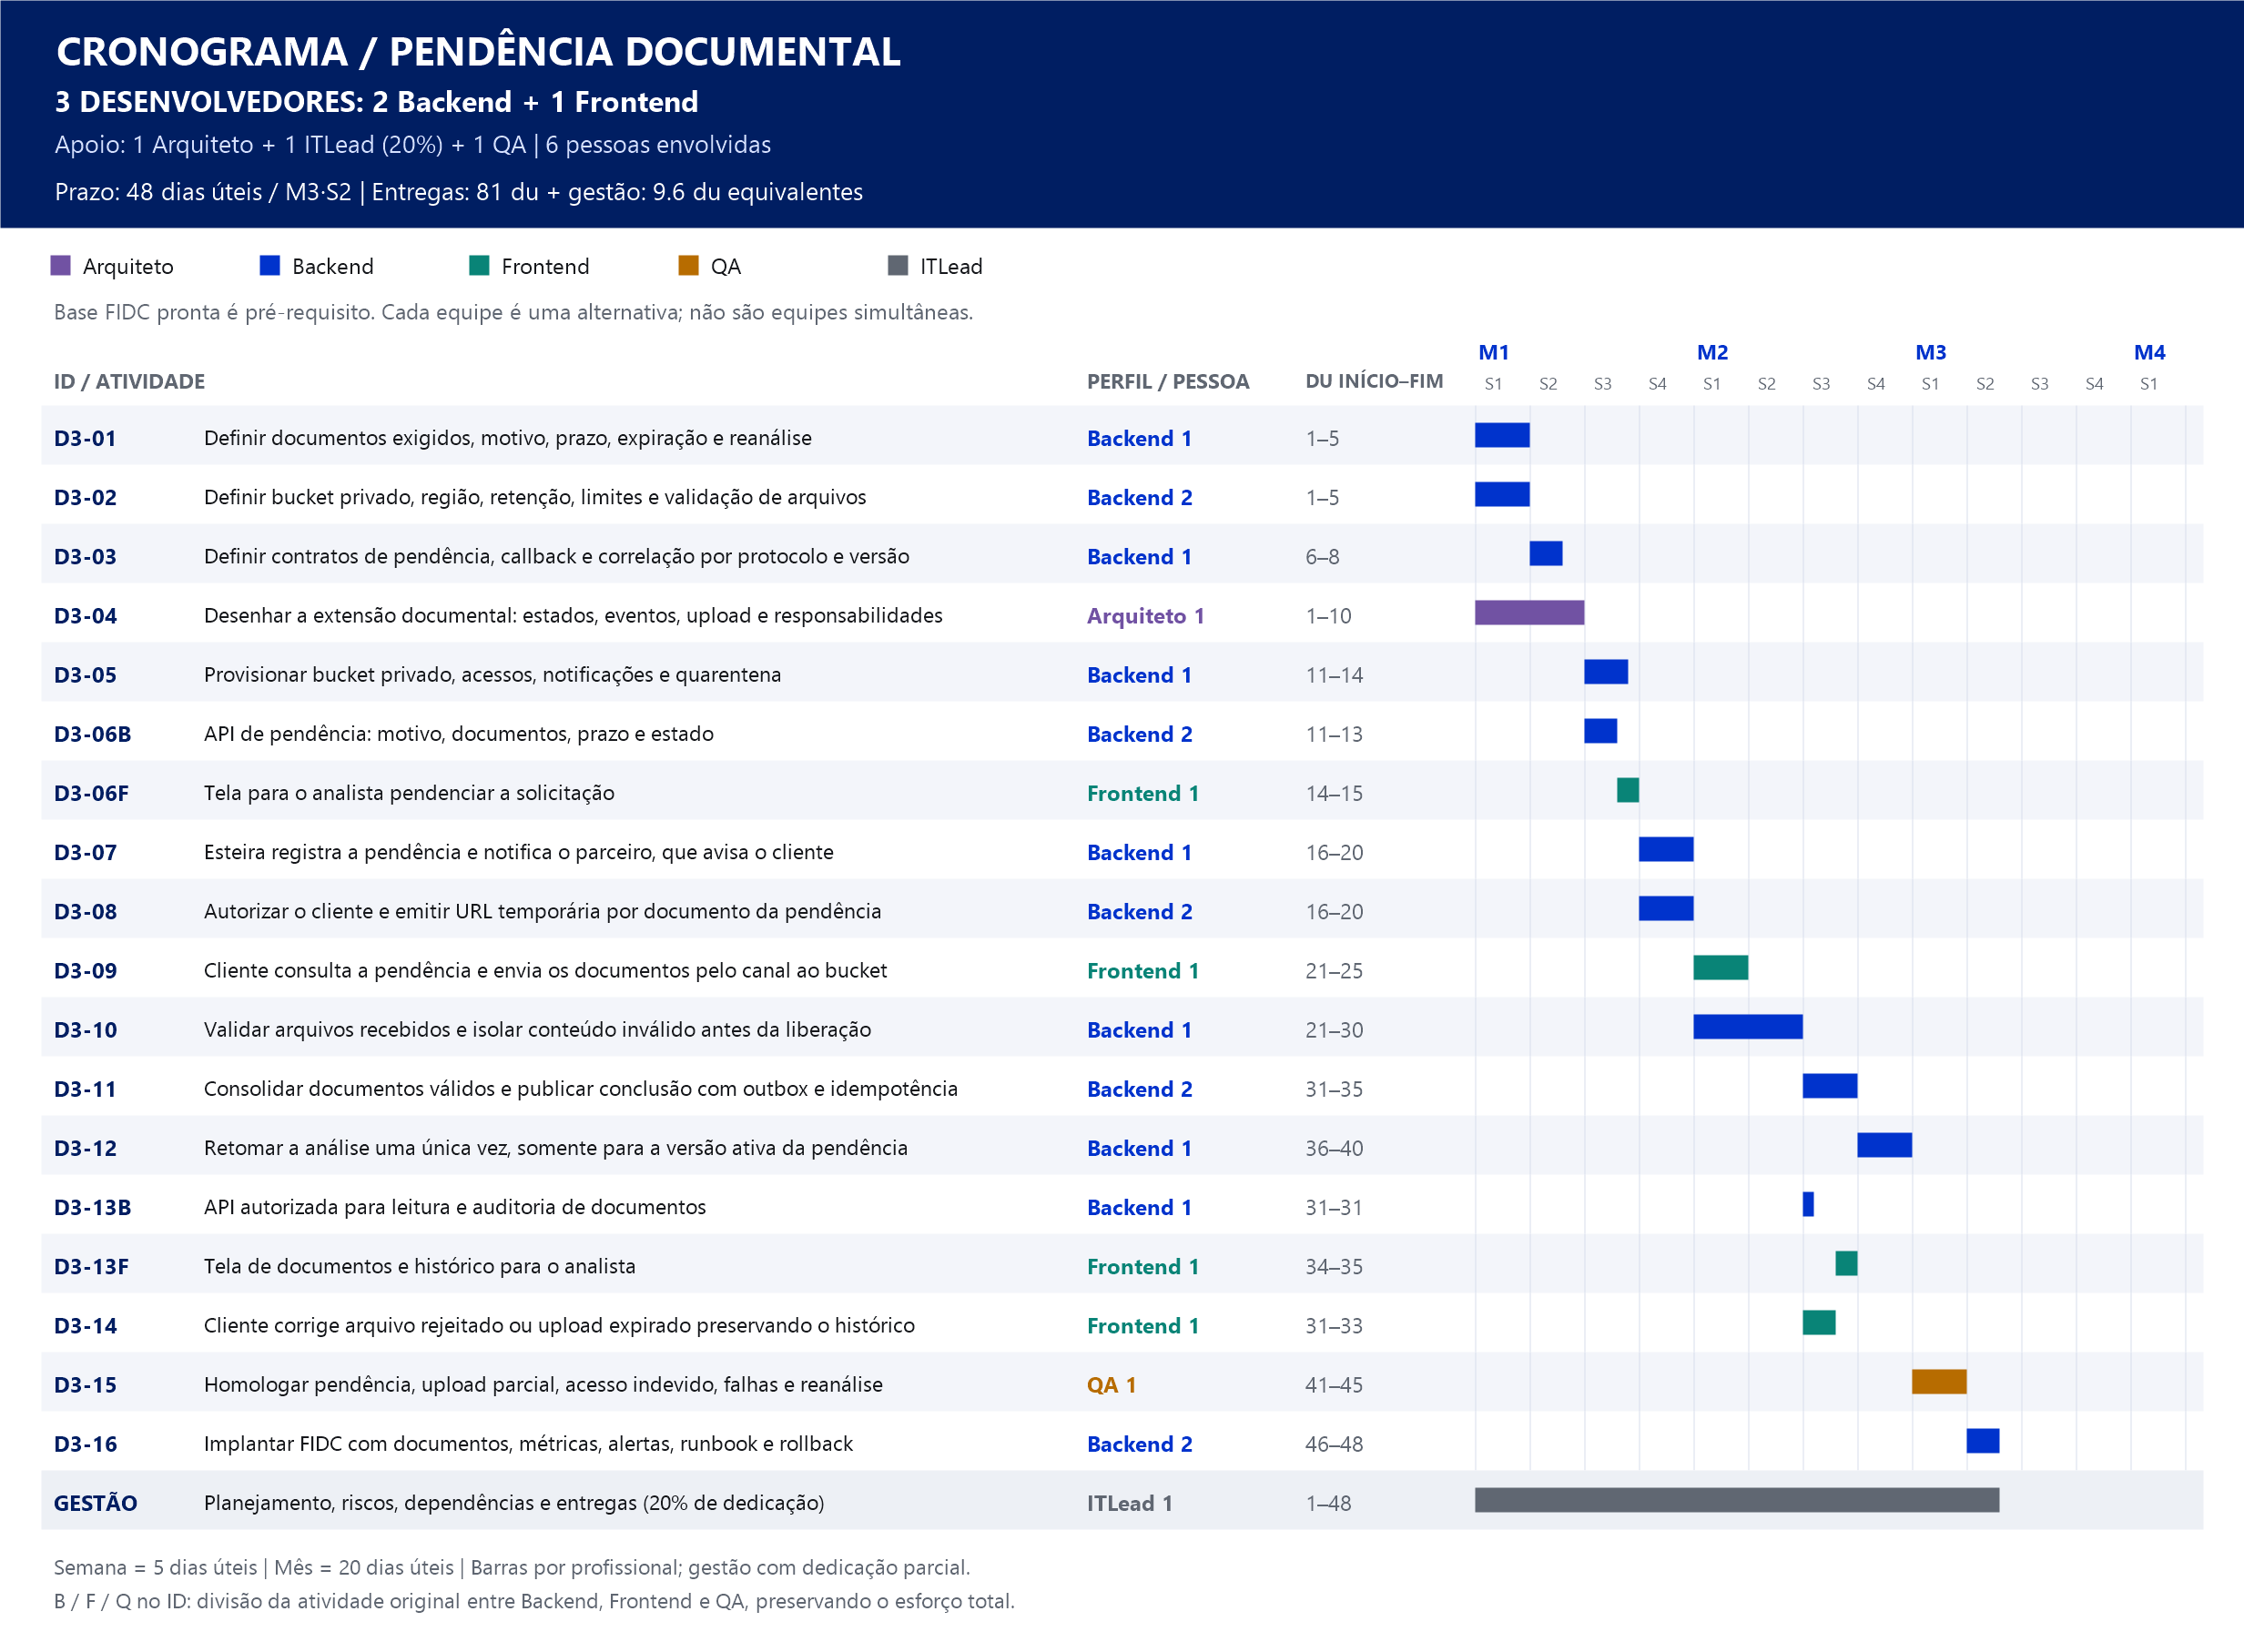 CRONOGRAMA / PENDÊNCIA DOCUMENTAL
3 DESENVOLVEDORES: 2 Backend + 1 Frontend
Apoio: 1 Arquiteto + 1 ITLead (20%) + 1 QA | 6 pessoas envolvidas
Prazo: 48 dias úteis / M3·S2 | Entregas: 81 du + gestão: 9.6 du equivalentes
Arquiteto Backend Frontend QA ITLead
Base FIDC pronta é pré-requisito. Cada equipe é uma alternativa; não são equipes simultâneas.
M1 M2 M3 M4
ID / ATIVIDADE PERFIL / PESSOA DU INÍCIO–FIM S1 S2 S3 S4 S1 S2 S3 S4 S1 S2 S3 S4 S1
D3-01 Definir documentos exigidos, motivo, prazo, expiração e reanálise Backend 1 1–5
D3-02 Definir bucket privado, região, retenção, limites e validação de arquivos Backend 2 1–5
D3-03 Definir contratos de pendência, callback e correlação por protocolo e versão Backend 1 6–8
D3-04 Desenhar a extensão documental: estados, eventos, upload e responsabilidades Arquiteto 1 1–10
D3-05 Provisionar bucket privado, acessos, notificações e quarentena Backend 1 11–14
D3-06B API de pendência: motivo, documentos, prazo e estado Backend 2 11–13
D3-06F Tela para o analista pendenciar a solicitação Frontend 1 14–15
D3-07 Esteira registra a pendência e notifica o parceiro, que avisa o cliente Backend 1 16–20
D3-08 Autorizar o cliente e emitir URL temporária por documento da pendência Backend 2 16–20
D3-09 Cliente consulta a pendência e envia os documentos pelo canal ao bucket Frontend 1 21–25
D3-10 Validar arquivos recebidos e isolar conteúdo inválido antes da liberação Backend 1 21–30
D3-11 Consolidar documentos válidos e publicar conclusão com outbox e idempotência Backend 2 31–35
D3-12 Retomar a análise uma única vez, somente para a versão ativa da pendência Backend 1 36–40
D3-13B API autorizada para leitura e auditoria de documentos Backend 1 31–31
D3-13F Tela de documentos e histórico para o analista Frontend 1 34–35
D3-14 Cliente corrige arquivo rejeitado ou upload expirado preservando o histórico Frontend 1 31–33
D3-15 Homologar pendência, upload parcial, acesso indevido, falhas e reanálise QA 1 41–45
D3-16 Implantar FIDC com documentos, métricas, alertas, runbook e rollback Backend 2 46–48
GESTÃO Planejamento, riscos, dependências e entregas (20% de dedicação) ITLead 1 1–48
Semana = 5 dias úteis | Mês = 20 dias úteis | Barras por profissional; gestão com dedicação parcial.
B / F / Q no ID: divisão da atividade original entre Backend, Frontend e QA, preservando o esforço total.